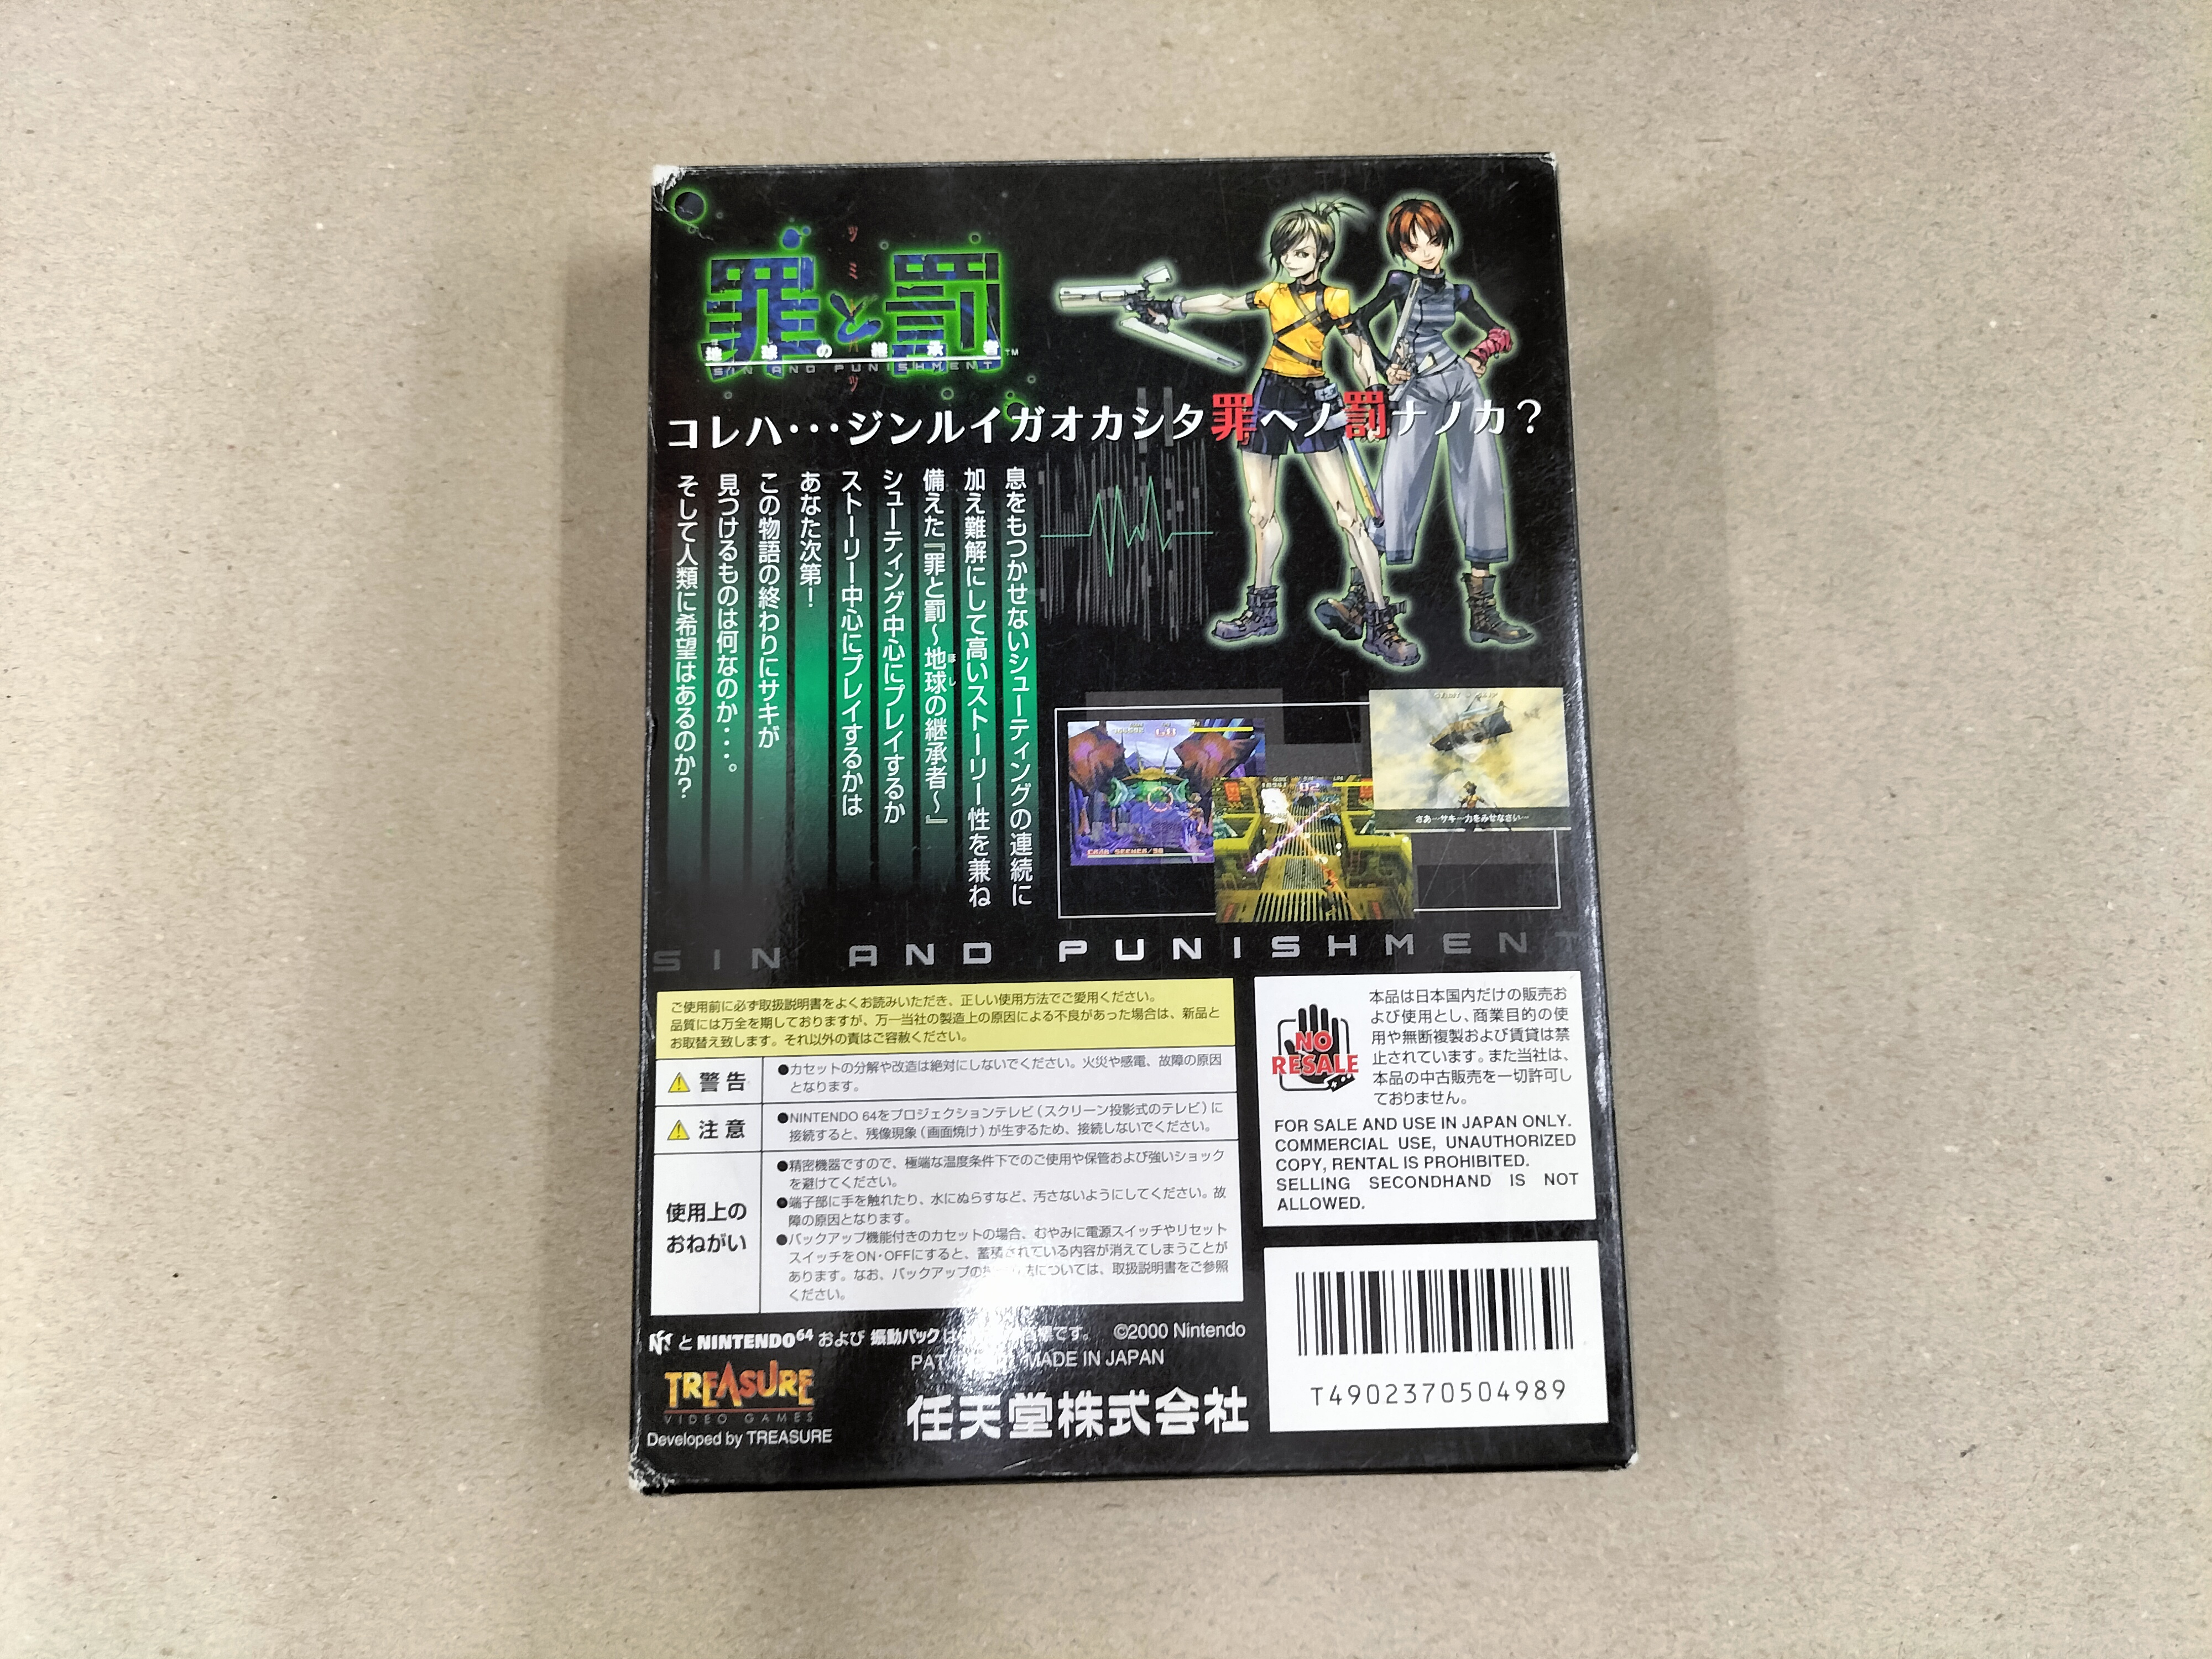 罪と罰
ツミ
ツ
地球の継承者™
SIN AND PUNISHMENT
コレハ・・・ジンルイガオカシタ罪ヘノ罰ナノカ？
息をもつかせないシューティングの連続に
加え難解にして高いストーリー性を兼ね
備えた『罪と罰〜地球の継承者〜』
ほし
シューティング中心にプレイするか
ストーリー中心にプレイするかは
あなた次第！
この物語の終わりにサキが
見つけるものは何なのか・・・。
そして人類に希望はあるのか？
さあ…サキ…力をみせなさい…
SIN AND PUNISHMENT
ご使用前に必ず取扱説明書をよくお読みいただき、正しい使用方法でご愛用ください。
品質には万全を期しておりますが、万一当社の製造上の原因による不良があった場合は、新品と
お取替え致します。それ以外の責はご容赦ください。
警告
●カセットの分解や改造は絶対にしないでください。火災や感電、故障の原因
となります。
注意
●NINTENDO 64をプロジェクションテレビ（スクリーン投影式のテレビ）に
接続すると、残像現象（画面焼け）が生ずるため、接続しないでください。
使用上の
おねがい
●精密機器ですので、極端な温度条件下でのご使用や保管および強いショック
を避けてください。
●端子部に手を触れたり、水にぬらすなど、汚さないようにしてください。故
障の原因となります。
●バックアップ機能付きのカセットの場合、むやみに電源スイッチやリセット
スイッチをON・OFFにすると、蓄積されている内容が消えてしまうことが
あります。なお、バックアップの については、取扱説明書をご参照
ください。
NO
RESALE
本品は日本国内だけの販売お
よび使用とし、商業目的の使
用や無断複製および賃貸は禁
止されています。また当社は、
本品の中古販売を一切許可し
ておりません。
FOR SALE AND USE IN JAPAN ONLY.
COMMERCIAL USE, UNAUTHORIZED
COPY, RENTAL IS PROHIBITED.
SELLING SECONDHAND IS NOT
ALLOWED.
と NINTENDO64 および 振動パックは です。 ©2000 Nintendo
PAT MADE IN JAPAN
TREASURE
VIDEO GAMES
Developed by TREASURE
任天堂株式会社
T4902370504989